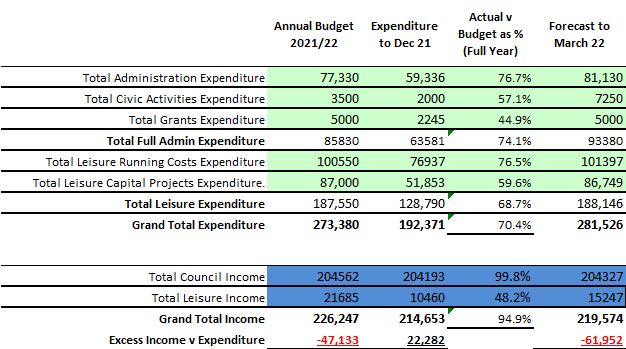 Annual Budget 2021/22 Expenditure to Dec 21 Actual v Budget as % (Full Year) Forecast to March 22
Total Administration Expenditure 77,330 59,336 76.7% 81,130
Total Civic Activities Expenditure 3500 2000 57.1% 7250
Total Grants Expenditure 5000 2245 44.9% 5000
Total Full Admin Expenditure 85830 63581 74.1% 93380
Total Leisure Running Costs Expenditure 100550 76937 76.5% 101397
Total Leisure Capital Projects Expenditure. 87,000 51,853 59.6% 86,749
Total Leisure Expenditure 187,550 128,790 68.7% 188,146
Grand Total Expenditure 273,380 192,371 70.4% 281,526
Total Council Income 204562 204193 99.8% 204327
Total Leisure Income 21685 10460 48.2% 15247
Grand Total Income 226,247 214,653 94.9% 219,574
Excess Income v Expenditure -47,133 22,282 -61,952